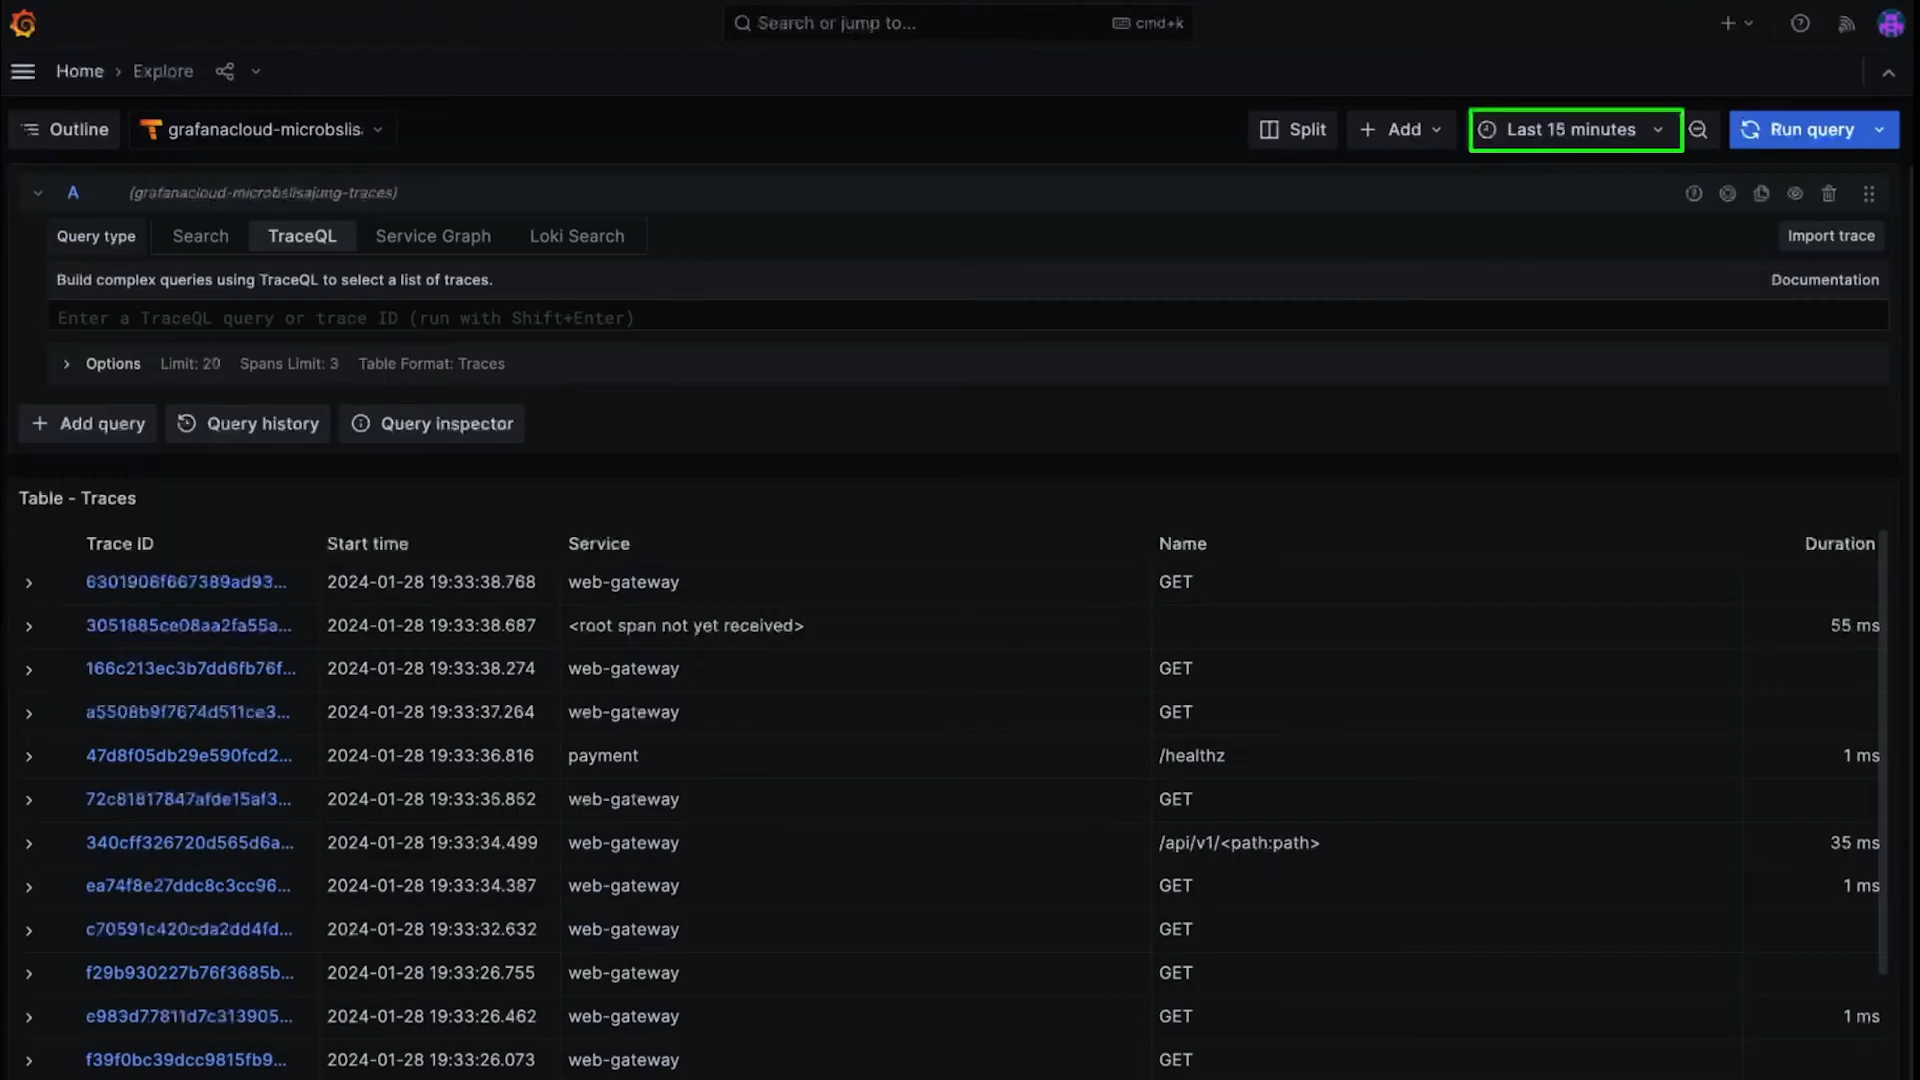 Search or jump to... cmd+k
Home › Explore
Outline grafanacloud-microbslis Split + Add Last 15 minutes Run query
A (grafanacloud-microbslisajung-traces)
Query type Search TraceQL Service Graph Loki Search Import trace
Build complex queries using TraceQL to select a list of traces. Documentation
Enter a TraceQL query or trace ID (run with Shift+Enter)
Options Limit: 20 Spans Limit: 3 Table Format: Traces
+ Add query Query history Query inspector
Table - Traces
Trace ID Start time Service Name Duration
6301906f667389ad93... 2024-01-28 19:33:38.768 web-gateway GET
3051885ce08aa2fa55a... 2024-01-28 19:33:38.687 <root span not yet received> 55 ms
166c213ec3b7dd6fb76f... 2024-01-28 19:33:38.274 web-gateway GET
a5508b9f7674d511ce3... 2024-01-28 19:33:37.264 web-gateway GET
47d8f05db29e590fcd2... 2024-01-28 19:33:36.816 payment /healthz 1 ms
2024-01-28 19:33:35.852 web-gateway GET
340cff326720d565d6a... 2024-01-28 19:33:34.499 web-gateway /api/v1/<path:path> 35 ms
ea74f8e27ddc8c3cc96... 2024-01-28 19:33:34.387 web-gateway GET 1 ms
c70591c420cda2dd4fd... 2024-01-28 19:33:32.632 web-gateway GET
f29b930227b76f3685b... 2024-01-28 19:33:26.755 web-gateway GET
e983d77811d7c313905... 2024-01-28 19:33:26.462 web-gateway GET 1 ms
f39f0bc39dcc9815fb9... 2024-01-28 19:33:26.073 web-gateway GET